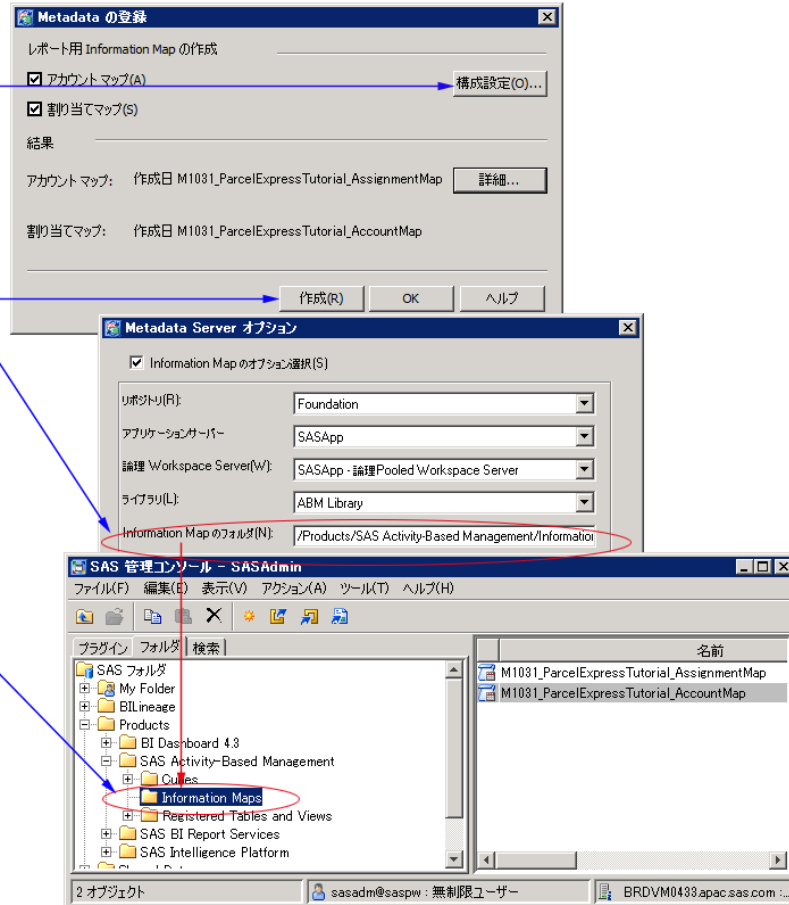 Metadata の登録
レポート用 Information Map の作成
アカウント マップ(A)
構成設定(O)...
割り当てマップ(S)
結果
アカウント マップ: 作成日 M1031_ParcelExpressTutorial_AssignmentMap
詳細...
割り当てマップ: 作成日 M1031_ParcelExpressTutorial_AccountMap
作成(R) OK ヘルプ
Metadata Server オプション
Information Map のオプション選択(S)
リポジトリ(R): Foundation
アプリケーションサーバー SASApp
論理 Workspace Server(W): SASApp - 論理Pooled Workspace Server
ライブラリ(L): ABM Library
Information Map のフォルダ(N): /Products/SAS Activity-Based Management/Information
SAS 管理コンソール - SASAdmin
ファイル(F) 編集(E) 表示(V) アクション(A) ツール(T) ヘルプ(H)
プラグイン フォルダ 検索
名前
SAS フォルダ
M1031_ParcelExpressTutorial_AssignmentMap
My Folder
M1031_ParcelExpressTutorial_AccountMap
BILineage
Products
BI Dashboard 4.3
SAS Activity-Based Management
Cubes
Information Maps
Registered Tables and Views
SAS BI Report Services
SAS Intelligence Platform
2 オブジェクト
sasadm@saspw : 無制限ユーザー
BRDVM0433.apac.sas.com :...